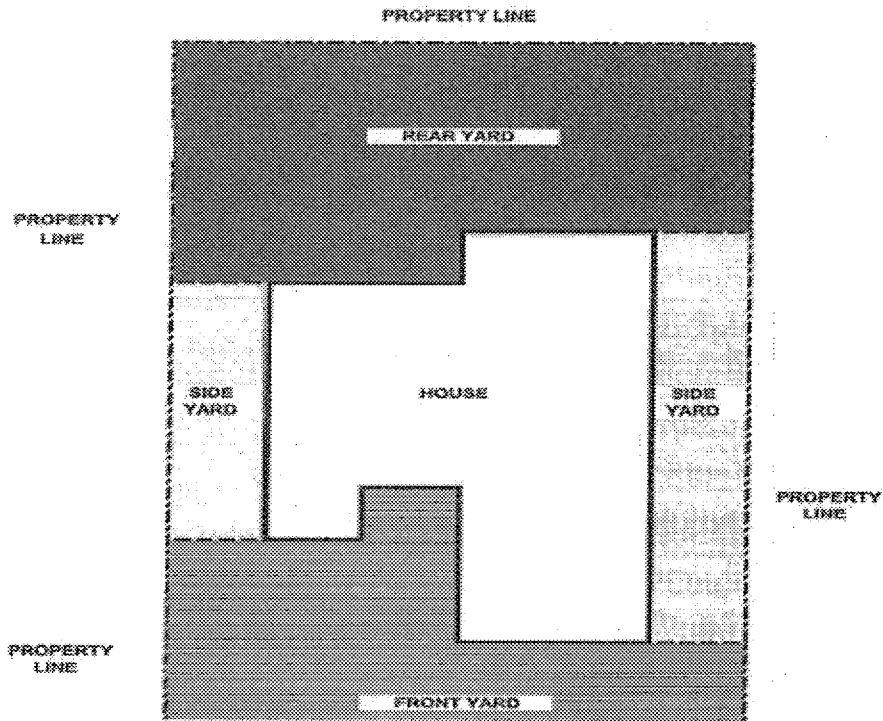 PROPERTY LINE
REAR YARD
PROPERTY
LINE
SIDE
YARD
HOUSE
SIDE
YARD
PROPERTY
LINE
PROPERTY
LINE
FRONT YARD